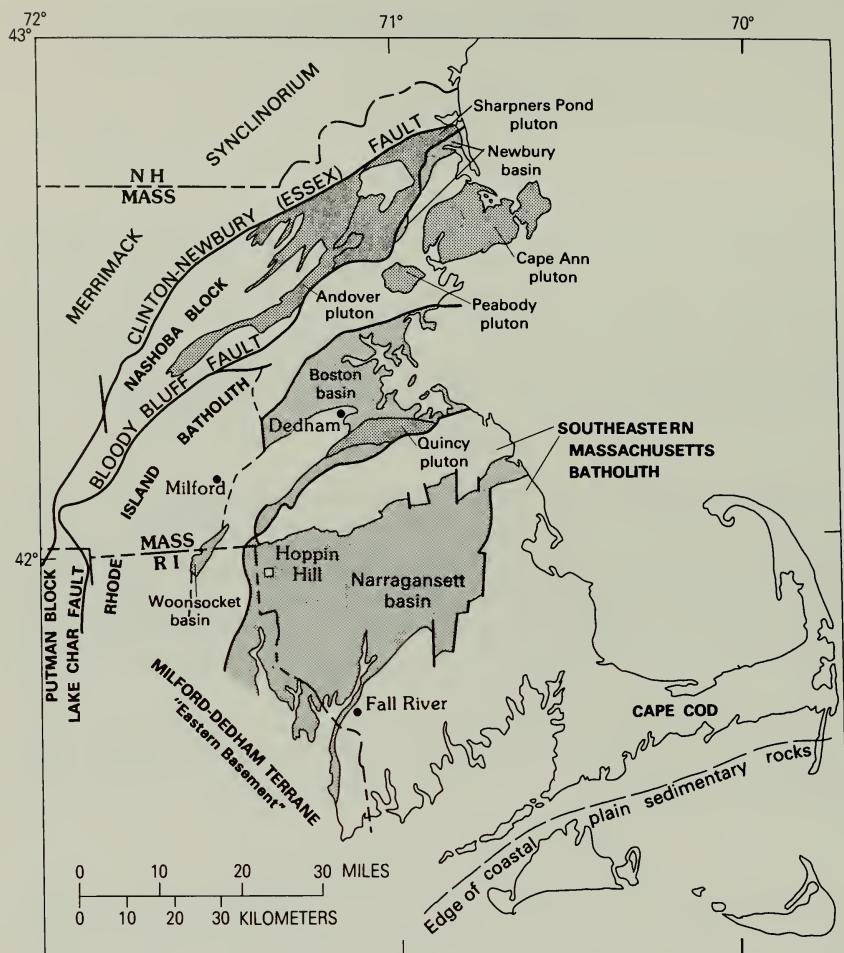 72°
71°
70°
43°
SYNCLINORIUM
Sharpners Pond
pluton
Newbury
basin
NH
MASS
CLINTON-NEWBURY (ESSEX) FAULT
MERRIMACK
Cape Ann
pluton
NASHOBA BLOCK
Andover
pluton
Peabody
pluton
BLOODY BLUFF FAULT
Boston
basin
Dedham
Quincy
pluton
SOUTHEASTERN
MASSACHUSETTS
BATHOLITH
Milford
RHODE ISLAND BATHOLITH
42°
MASS
RI
Hoppin
Hill
Narragansett
basin
Woonsocket
basin
PUTMAN BLOCK
LAKE CHAR FAULT
MILFORD-DEDHAM TERRANE
"Eastern Basement"
Fall River
CAPE COD
Edge of coastal plain sedimentary rocks
0 10 20 30 MILES
0 10 20 30 KILOMETERS